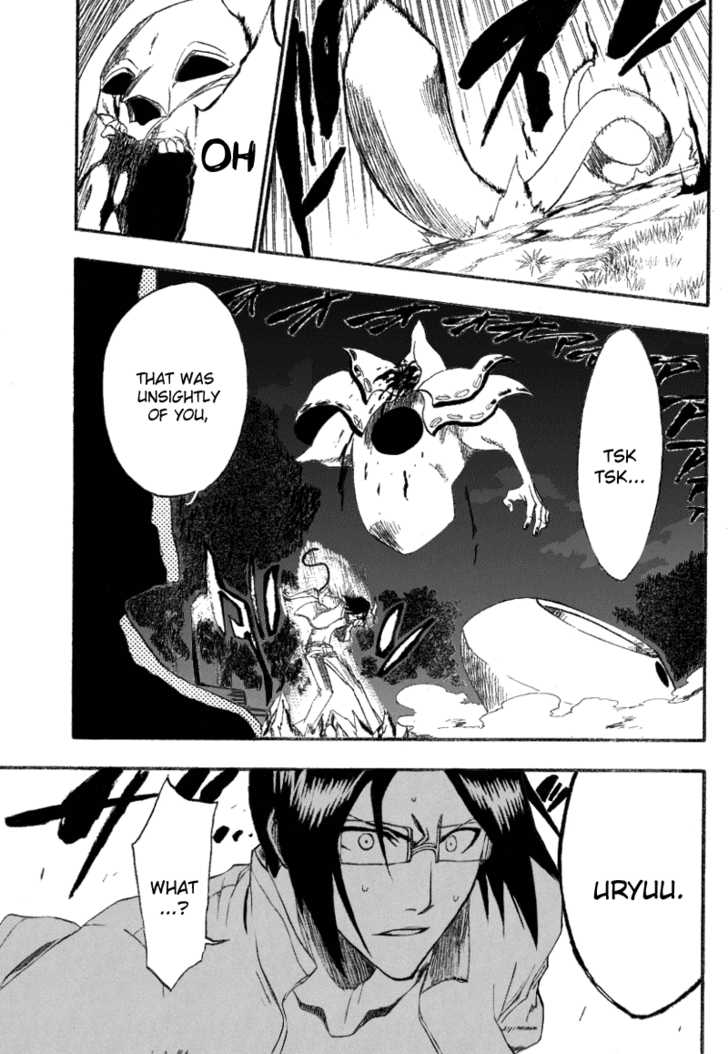 OH
TSK
TSK...
THAT WAS
UNSIGHTLY
OF YOU,
URYUU.
WHAT
...?